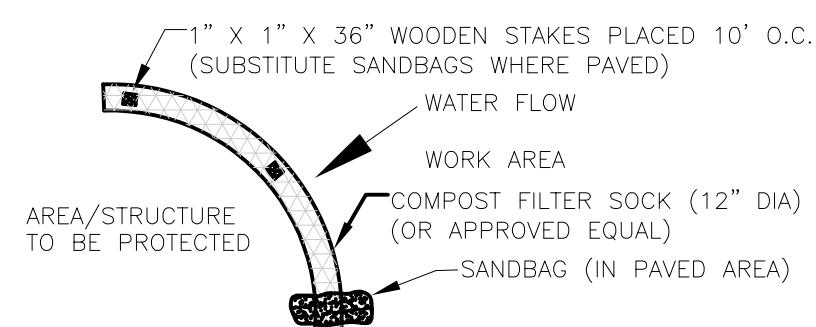 1” X 1” X 36” WOODEN STAKES PLACED 10’ O.C.
(SUBSTITUTE SANDBAGS WHERE PAVED)
WATER FLOW
WORK AREA
COMPOST FILTER SOCK (12” DIA)
(OR APPROVED EQUAL)
AREA/STRUCTURE
TO BE PROTECTED
SANDBAG (IN PAVED AREA)